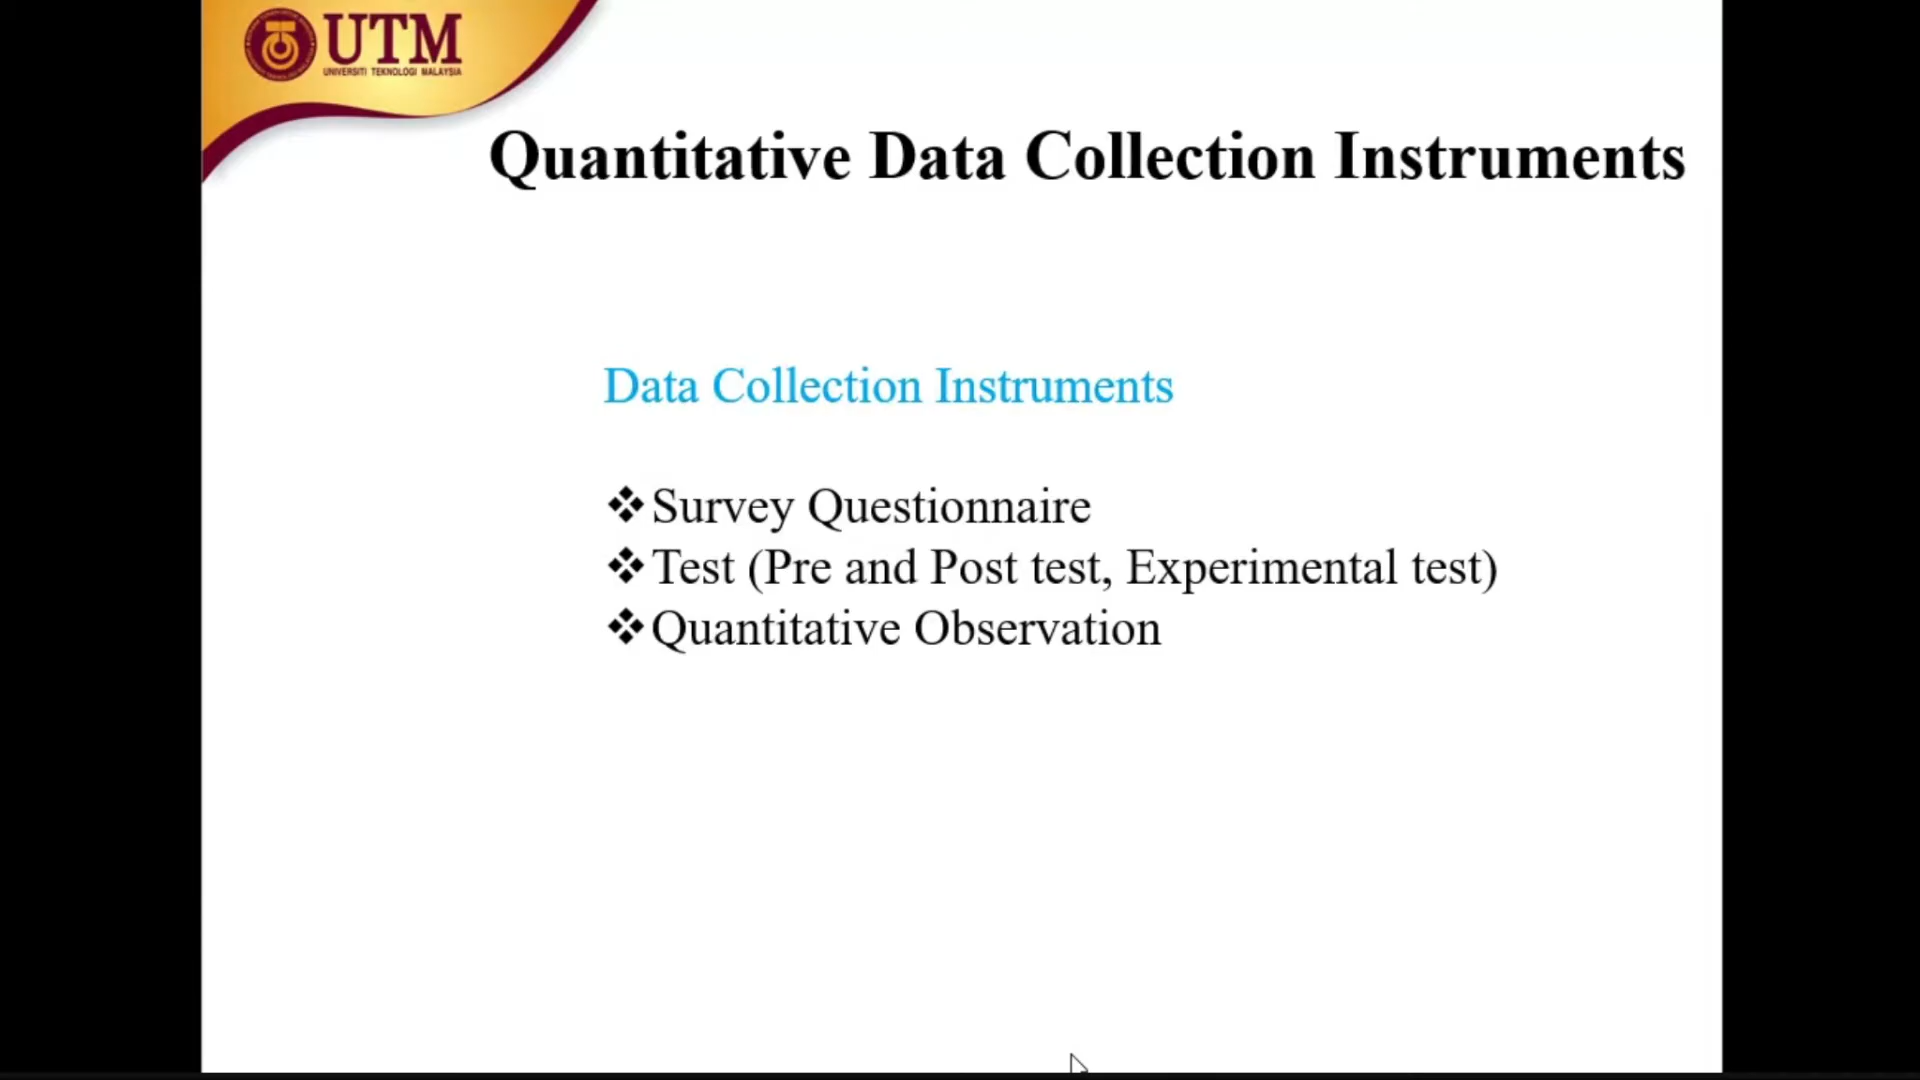 UTM
UNIVERSITI TEKNOLOGI MALAYSIA
Quantitative Data Collection Instruments
Data Collection Instruments
❖Survey Questionnaire
❖Test (Pre and Post test, Experimental test)
❖Quantitative Observation